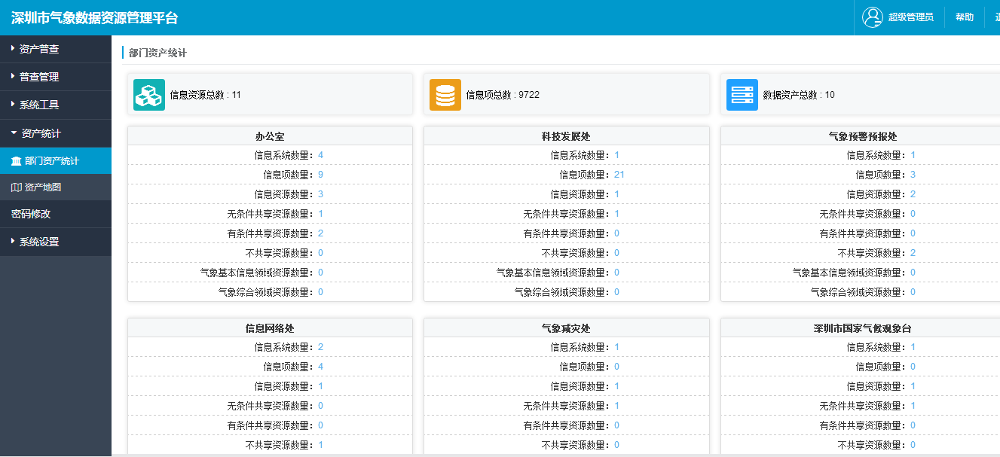 深圳市气象数据资源管理平台
超级管理员
帮助
资产普查
普查管理
系统工具
资产统计
部门资产统计
资产地图
密码修改
系统设置
部门资产统计
信息资源总数 : 11
信息项总数 : 9722
数据资产总数 : 10
办公室
信息系统数量： 4
信息项数量： 9
信息资源数量： 3
无条件共享资源数量： 1
有条件共享资源数量： 2
不共享资源数量： 0
气象基本信息领域资源数量： 0
气象综合领域资源数量： 0
科技发展处
信息系统数量： 1
信息项数量： 21
信息资源数量： 1
无条件共享资源数量： 1
有条件共享资源数量： 0
不共享资源数量： 0
气象基本信息领域资源数量： 0
气象综合领域资源数量： 0
气象预警预报处
信息系统数量： 1
信息项数量： 3
信息资源数量： 2
无条件共享资源数量： 0
有条件共享资源数量： 0
不共享资源数量： 2
气象基本信息领域资源数量： 0
气象综合领域资源数量： 0
信息网络处
信息系统数量： 2
信息项数量： 4
信息资源数量： 1
无条件共享资源数量： 0
有条件共享资源数量： 0
不共享资源数量： 1
气象减灾处
信息系统数量： 1
信息项数量： 0
信息资源数量： 1
无条件共享资源数量： 1
有条件共享资源数量： 0
不共享资源数量： 0
深圳市国家气候观象台
信息系统数量： 1
信息项数量： 0
信息资源数量： 1
无条件共享资源数量： 1
有条件共享资源数量： 0
不共享资源数量： 0